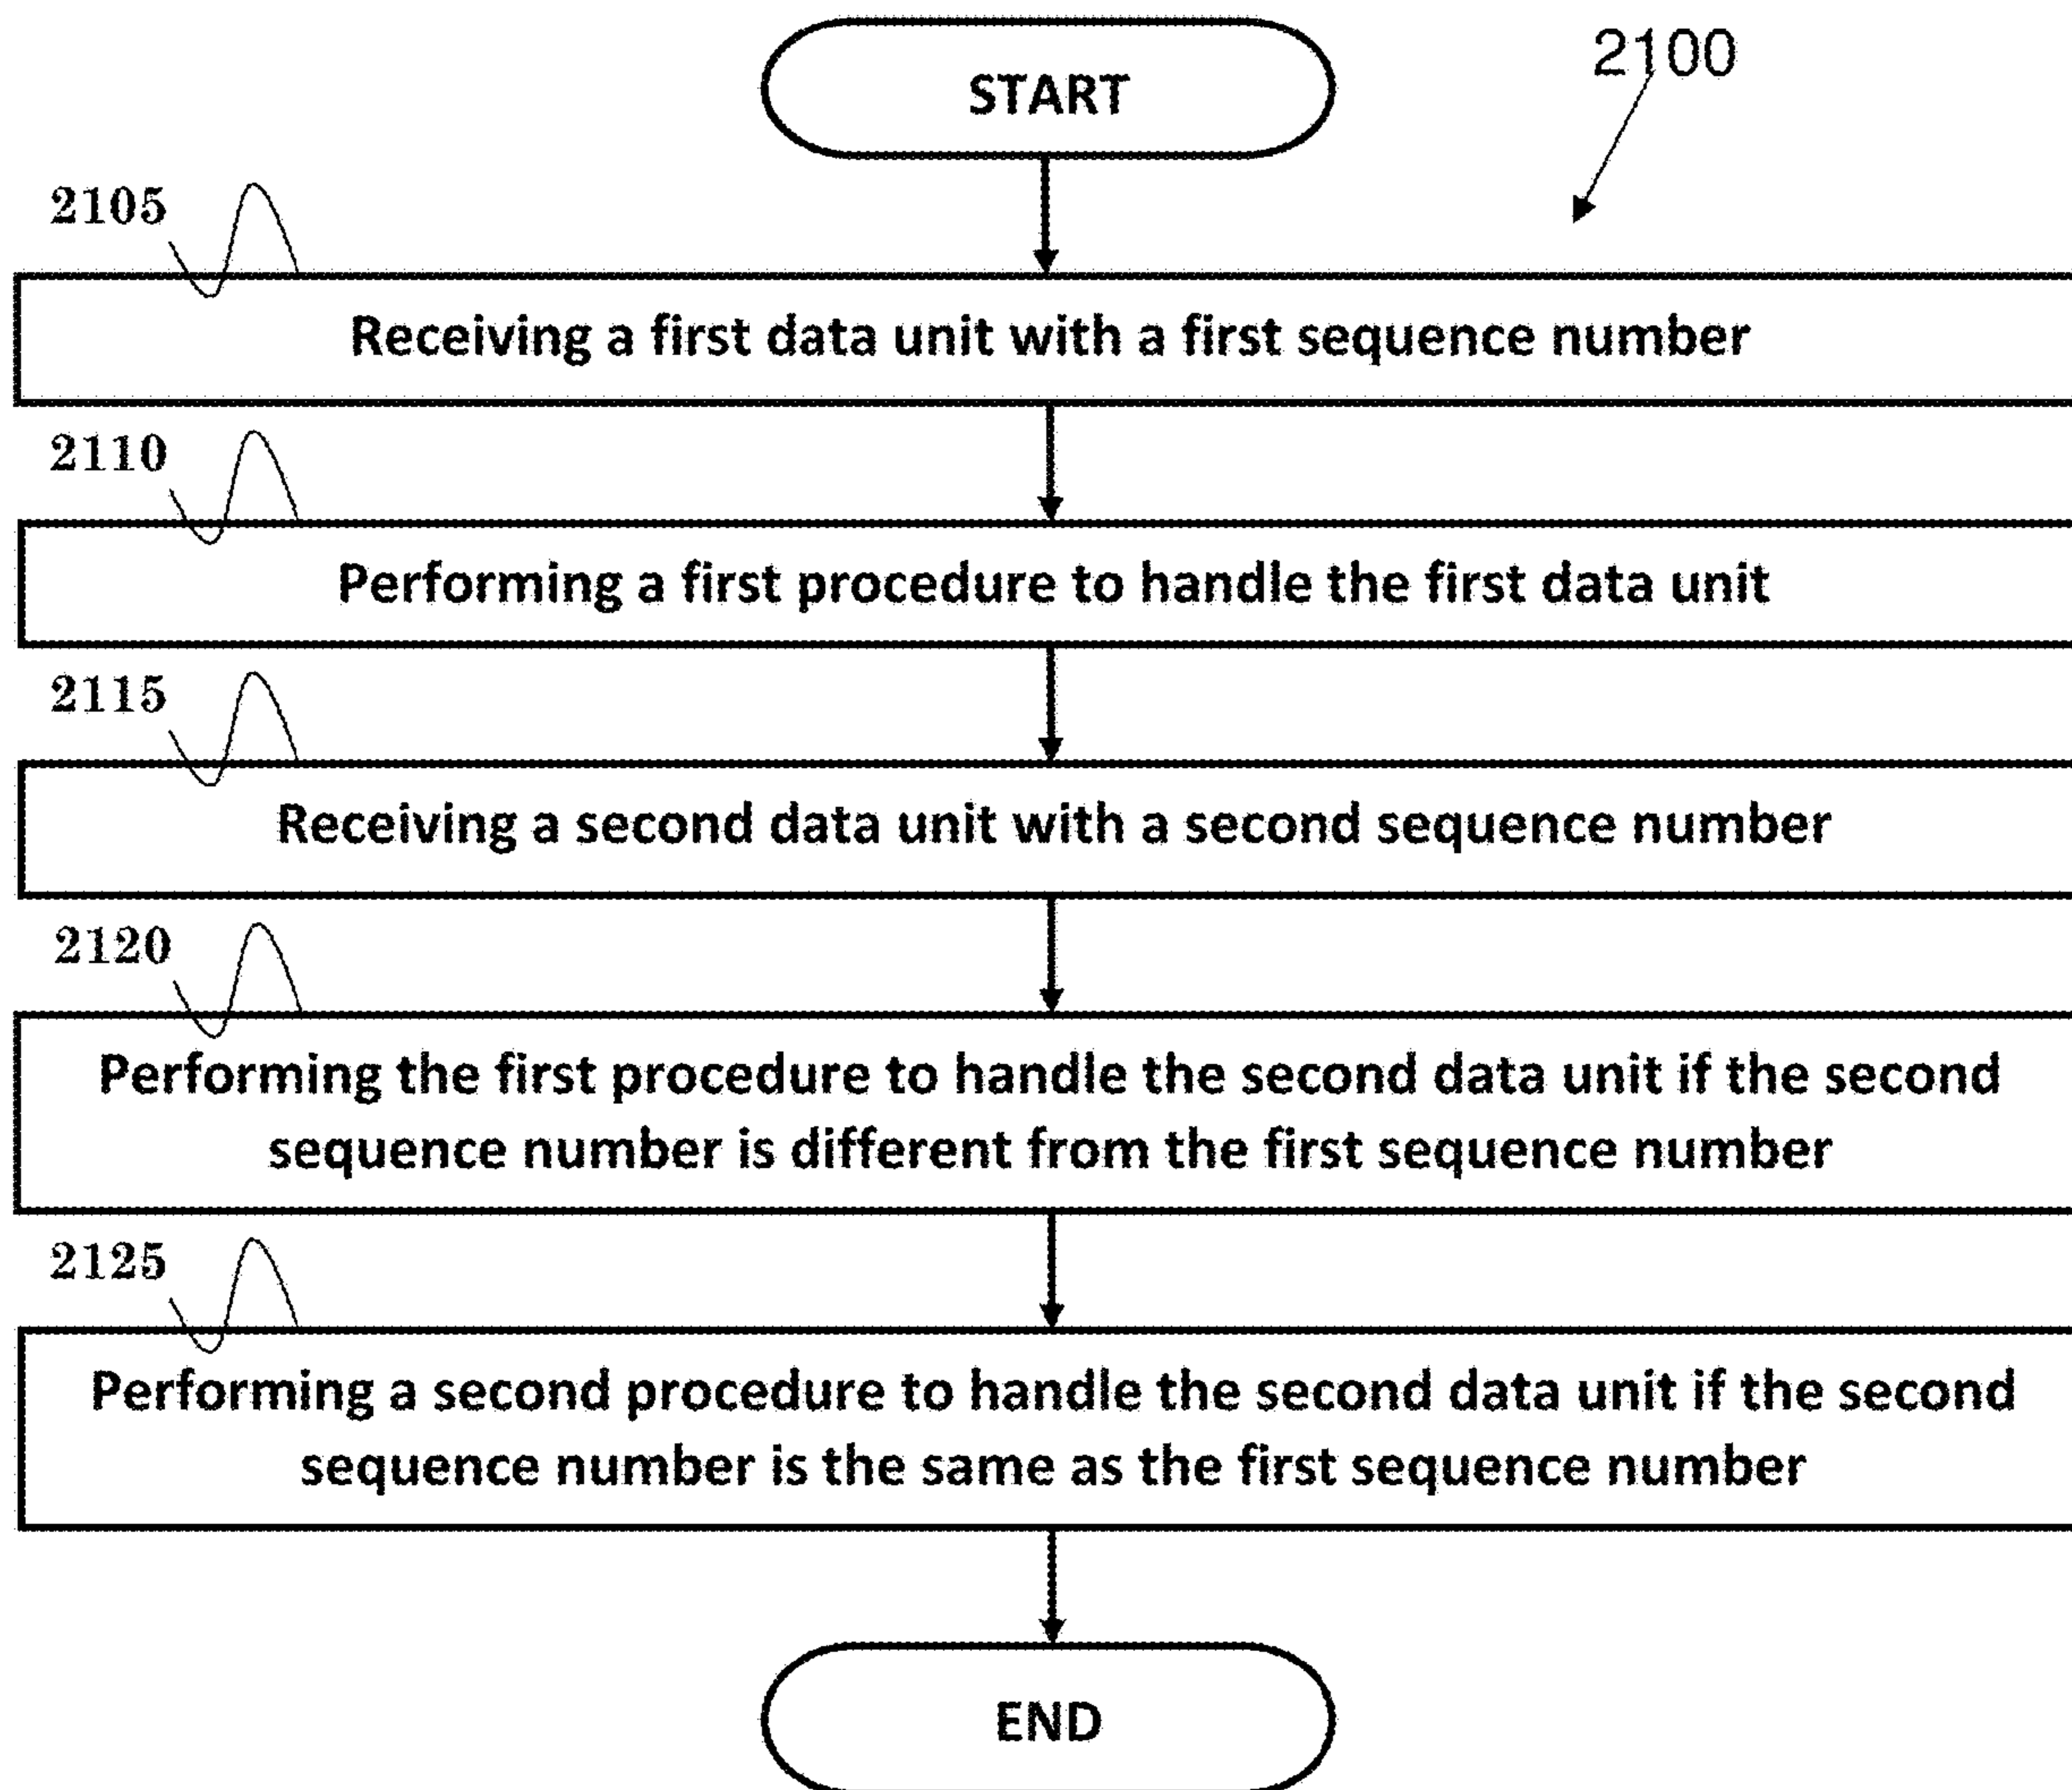 START
2100
2105
Receiving a first data unit with a first sequence number
2110
Performing a first procedure to handle the first data unit
2115
Receiving a second data unit with a second sequence number
2120
Performing the first procedure to handle the second data unit if the second
sequence number is different from the first sequence number
2125
Performing a second procedure to handle the second data unit if the second
sequence number is the same as the first sequence number
END